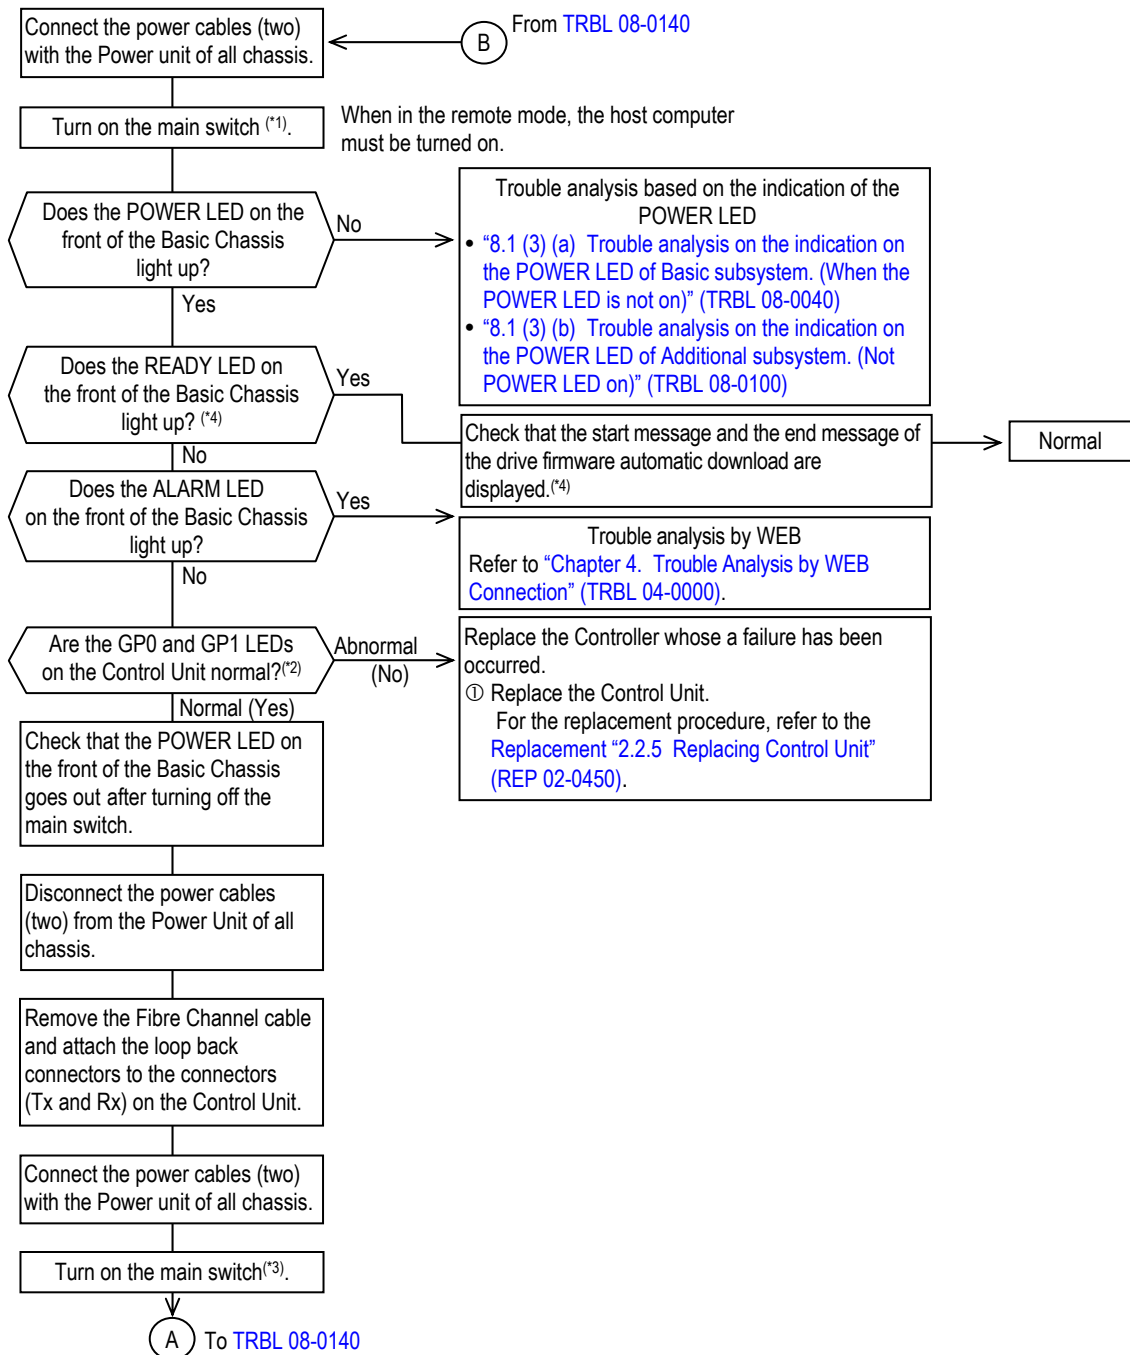 Connect the power cables (two)
with the Power unit of all chassis.
B
From TRBL 08-0140
Turn on the main switch (*1).
When in the remote mode, the host computer
must be turned on.
Does the POWER LED on the
front of the Basic Chassis
light up?
No
Yes
Trouble analysis based on the indication of the
POWER LED
• “8.1 (3) (a) Trouble analysis on the indication on
the POWER LED of Basic subsystem. (When the
POWER LED is not on)” (TRBL 08-0040)
• “8.1 (3) (b) Trouble analysis on the indication on
the POWER LED of Additional subsystem. (Not
POWER LED on)” (TRBL 08-0100)
Does the READY LED on
the front of the Basic Chassis
light up? (*4)
Yes
No
Check that the start message and the end message of
the drive firmware automatic download are
displayed.(*4)
Normal
Does the ALARM LED
on the front of the Basic Chassis
light up?
Yes
No
Trouble analysis by WEB
Refer to “Chapter 4. Trouble Analysis by WEB
Connection” (TRBL 04-0000).
Are the GP0 and GP1 LEDs
on the Control Unit normal?(*2)
Abnormal
(No)
Normal (Yes)
Replace the Controller whose a failure has been
occurred.
① Replace the Control Unit.
For the replacement procedure, refer to the
Replacement “2.2.5 Replacing Control Unit”
(REP 02-0450).
Check that the POWER LED on
the front of the Basic Chassis
goes out after turning off the
main switch.
Disconnect the power cables
(two) from the Power Unit of all
chassis.
Remove the Fibre Channel cable
and attach the loop back
connectors to the connectors
(Tx and Rx) on the Control Unit.
Connect the power cables (two)
with the Power unit of all chassis.
Turn on the main switch(*3).
A
To TRBL 08-0140